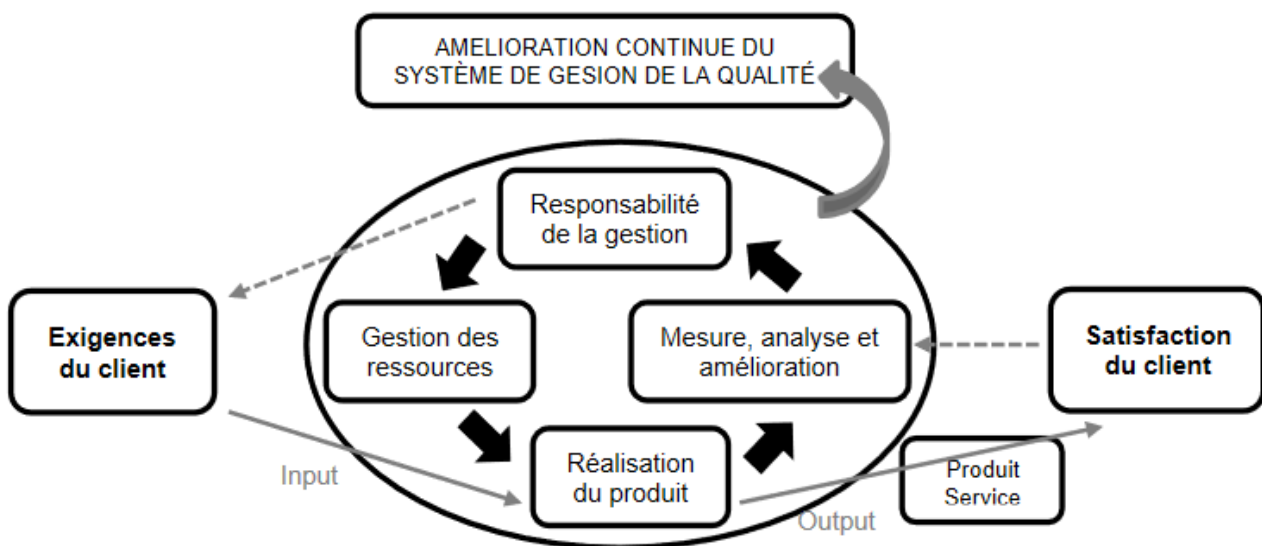 AMELIORATION CONTINUE DU
SYSTÈME DE GESION DE LA QUALITÉ
Responsabilité
de la gestion
Exigences
du client
Gestion des
ressources
Mesure, analyse et
amélioration
Satisfaction
du client
Input
Réalisation
du produit
Output
Produit
Service